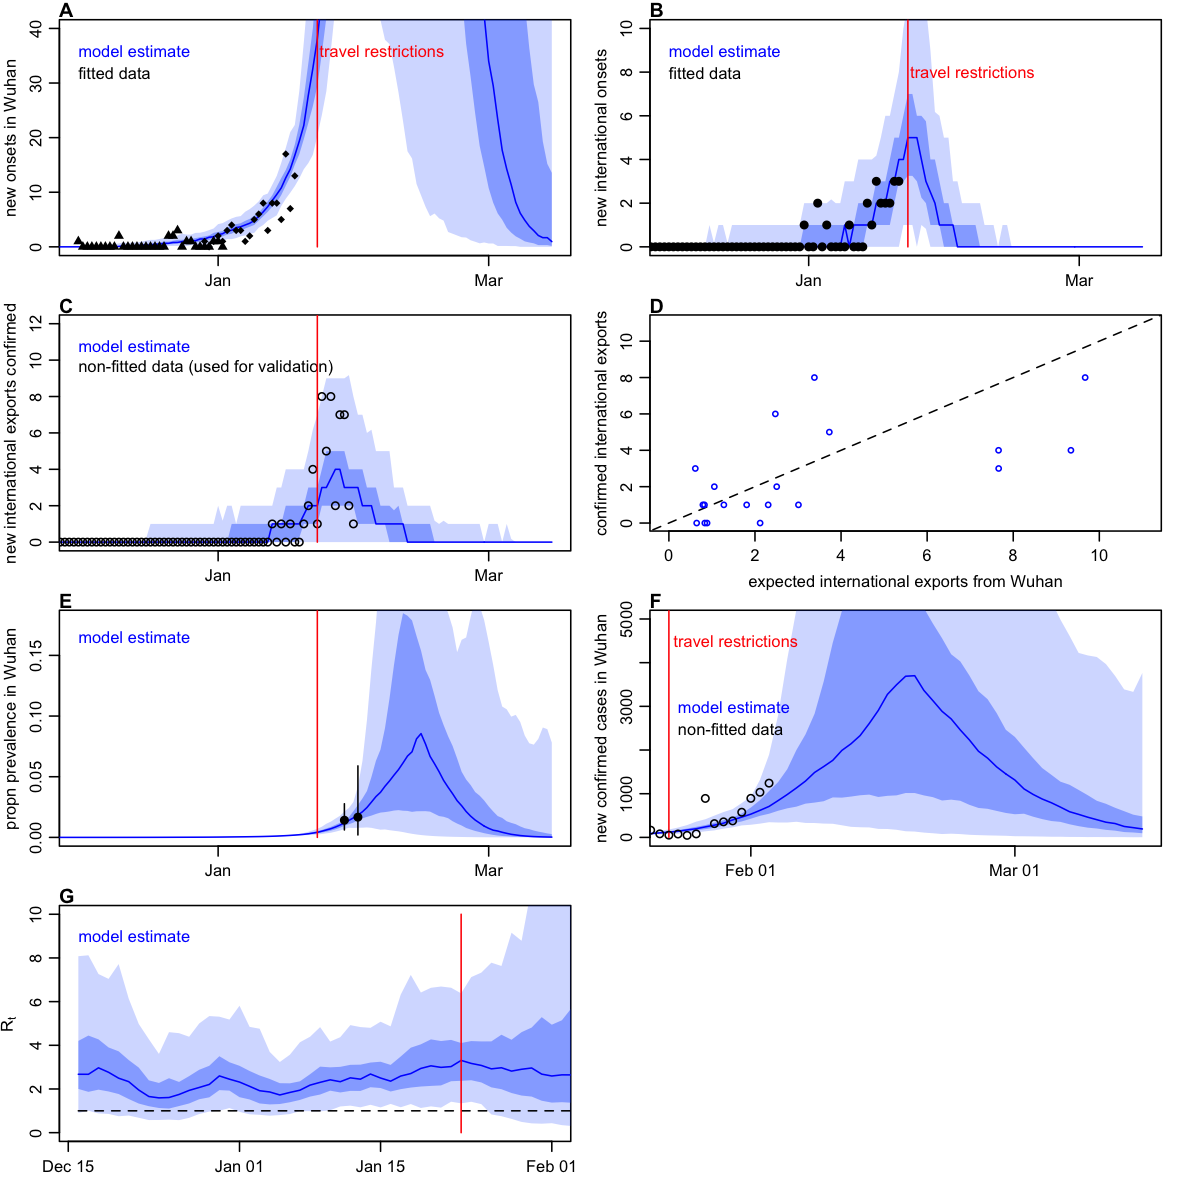 A
new onsets in Wuhan
40
30
20
10
0
model estimate
fitted data
travel restrictions
Jan
Mar
B
new international onsets
10
8
6
4
2
0
model estimate
fitted data
travel restrictions
Jan
Mar
C
new international exports confirmed
12
10
8
6
4
2
0
model estimate
non-fitted data (used for validation)
Jan
Mar
D
confirmed international exports
8
6
4
2
0
0
2
4
6
8
10
expected international exports from Wuhan
E
propn prevalence in Wuhan
0.15
0.10
0.05
0.00
model estimate
Jan
Mar
F
new confirmed cases in Wuhan
5000
3000
1000
0
travel restrictions
model estimate
non-fitted data
Feb 01
Mar 01
G
Rt
10
8
6
4
2
0
model estimate
Dec 15
Jan 01
Jan 15
Feb 01